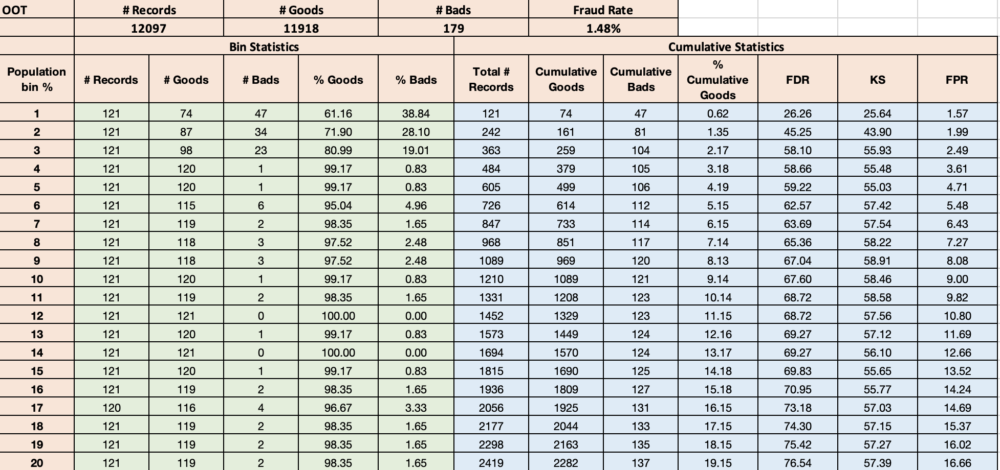 OOT # Records # Goods # Bads Fraud Rate
12097 11918 179 1.48%
Bin Statistics Cumulative Statistics
Population bin % # Records # Goods # Bads % Goods % Bads Total # Records Cumulative Goods Cumulative Bads % Cumulative Goods FDR KS FPR
1 121 74 47 61.16 38.84 121 74 47 0.62 26.26 25.64 1.57
2 121 87 34 71.90 28.10 242 161 81 1.35 45.25 43.90 1.99
3 121 98 23 80.99 19.01 363 259 104 2.17 58.10 55.93 2.49
4 121 120 1 99.17 0.83 484 379 105 3.18 58.66 55.48 3.61
5 121 120 1 99.17 0.83 605 499 106 4.19 59.22 55.03 4.71
6 121 115 6 95.04 4.96 726 614 112 5.15 62.57 57.42 5.48
7 121 119 2 98.35 1.65 847 733 114 6.15 63.69 57.54 6.43
8 121 118 3 97.52 2.48 968 851 117 7.14 65.36 58.22 7.27
9 121 118 3 97.52 2.48 1089 969 120 8.13 67.04 58.91 8.08
10 121 120 1 99.17 0.83 1210 1089 121 9.14 67.60 58.46 9.00
11 121 119 2 98.35 1.65 1331 1208 123 10.14 68.72 58.58 9.82
12 121 121 0 100.00 0.00 1452 1329 123 11.15 68.72 57.56 10.80
13 121 120 1 99.17 0.83 1573 1449 124 12.16 69.27 57.12 11.69
14 121 121 0 100.00 0.00 1694 1570 124 13.17 69.27 56.10 12.66
15 121 120 1 99.17 0.83 1815 1690 125 14.18 69.83 55.65 13.52
16 121 119 2 98.35 1.65 1936 1809 127 15.18 70.95 55.77 14.24
17 120 116 4 96.67 3.33 2056 1925 131 16.15 73.18 57.03 14.69
18 121 119 2 98.35 1.65 2177 2044 133 17.15 74.30 57.15 15.37
19 121 119 2 98.35 1.65 2298 2163 135 18.15 75.42 57.27 16.02
20 121 119 2 98.35 1.65 2419 2282 137 19.15 76.54 57.39 16.66